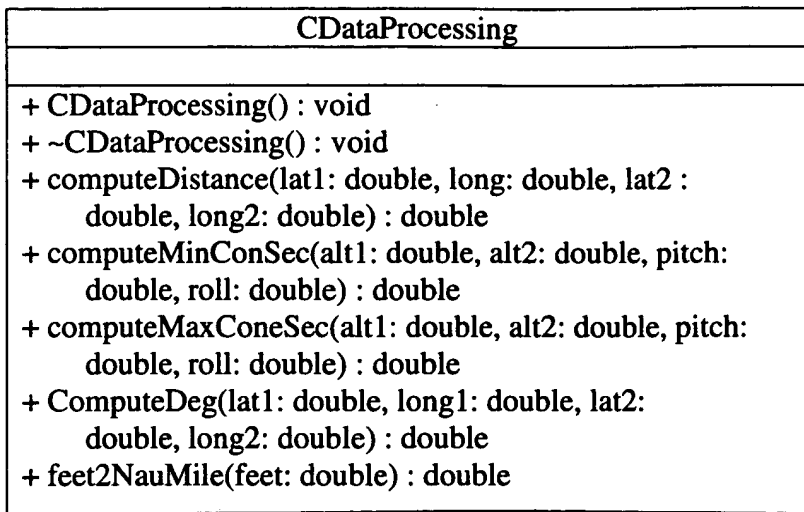 CDataProcessing
+ CDataProcessing() : void
+ ~CDataProcessing() : void
+ computeDistance(lat1: double, long: double, lat2 :
double, long2: double) : double
+ computeMinConSec(alt1: double, alt2: double, pitch:
double, roll: double) : double
+ computeMaxConeSec(alt1: double, alt2: double, pitch:
double, roll: double) : double
+ ComputeDeg(lat1: double, long1: double, lat2:
double, long2: double) : double
+ feet2NauMile(feet: double) : double